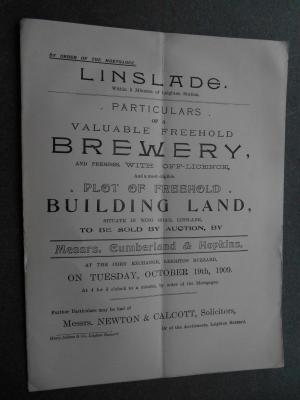 BY ORDER OF THE MORTGAGEE.
LINSLADE.
Within 5 Minutes of Leighton Station.
. PARTICULARS .
OF A
VALUABLE FREEHOLD
BREWERY,
AND PREMISES, WITH OFF-LICENCE,
And a most eligible
. PLOT OF FREEHOLD .
BUILDING LAND,
SITUATE IN WING ROAD, LINSLADE,
TO BE SOLD BY AUCTION, BY
Messrs. Cumberland & Hopkins,
AT THE CORN EXCHANGE, LEIGHTON BUZZARD,
ON TUESDAY, OCTOBER 19th, 1909.
At 4 for 5 o'clock to a minute, by order of the Mortgagee.
Further Particulars may be had of
Messrs. NEWTON & CALCOTT, Solicitors,
Or of the Auctioneers, Leighton Buzzard.
Leighton Buzzard.